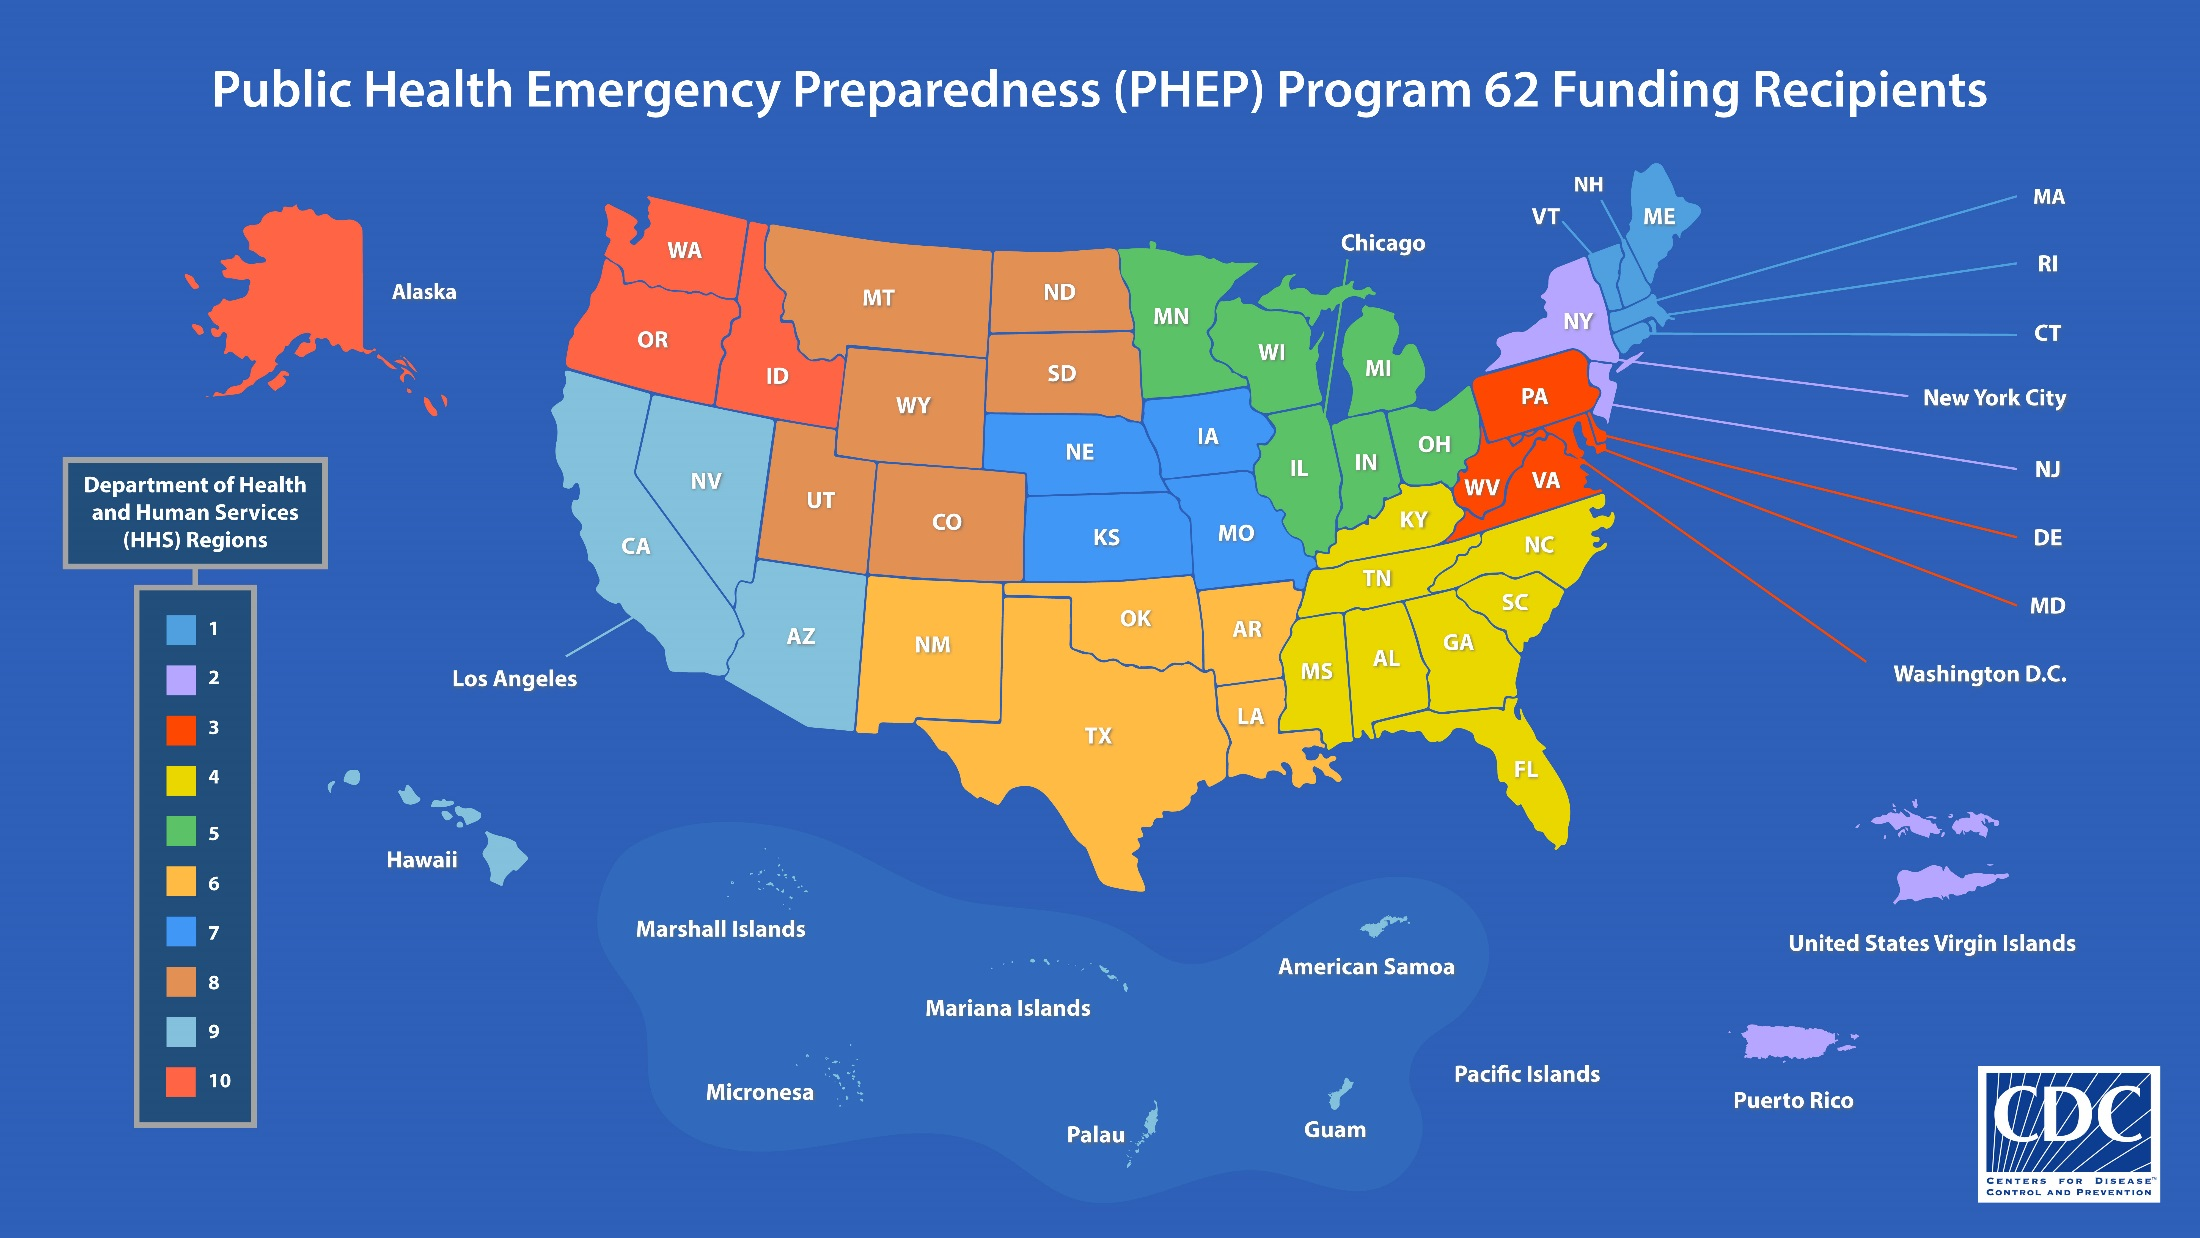 Public Health Emergency Preparedness (PHEP) Program 62 Funding Recipients
Alaska
WA
OR
ID
MT
ND
SD
WY
MN
WI
Chicago
MI
VT
NH
ME
MA
RI
CT
NY
New York City
NJ
PA
DE
MD
Washington D.C.
NE
IA
IL
IN
OH
WV
VA
NV
UT
CO
KS
MO
KY
CA
TN
NC
SC
AZ
NM
OK
AR
MS
AL
GA
TX
LA
FL
Los Angeles
Hawaii
Department of Health
and Human Services
(HHS) Regions
1
2
3
4
5
6
7
8
9
10
Marshall Islands
Mariana Islands
American Samoa
Micronesa
Palau
Guam
Pacific Islands
United States Virgin Islands
Puerto Rico
CDC
CENTERS FOR DISEASE™
CONTROL AND PREVENTION